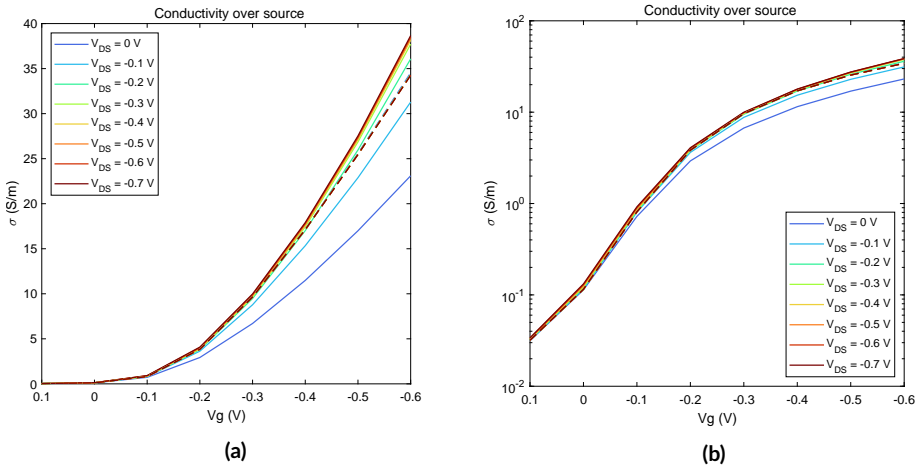 Conductivity over source
40
35
30
25
20
15
10
5
0
σ (S/m)
V_DS = 0 V
V_DS = -0.1 V
V_DS = -0.2 V
V_DS = -0.3 V
V_DS = -0.4 V
V_DS = -0.5 V
V_DS = -0.6 V
V_DS = -0.7 V
0.1 0 -0.1 -0.2 -0.3 -0.4 -0.5 -0.6
Vg (V)
(a)
Conductivity over source
10^2
10^1
10^0
10^-1
10^-2
σ (S/m)
V_DS = 0 V
V_DS = -0.1 V
V_DS = -0.2 V
V_DS = -0.3 V
V_DS = -0.4 V
V_DS = -0.5 V
V_DS = -0.6 V
V_DS = -0.7 V
0.1 0 -0.1 -0.2 -0.3 -0.4 -0.5 -0.6
Vg (V)
(b)